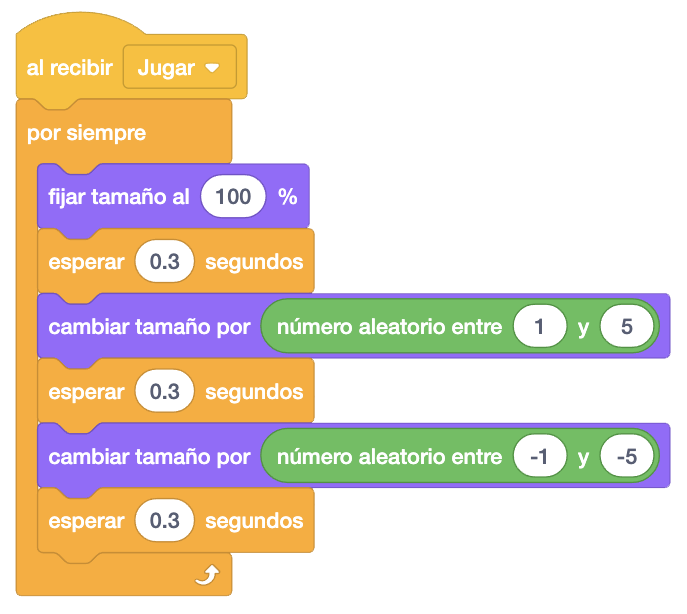 al recibir Jugar
por siempre
fijar tamaño al 100 %
esperar 0.3 segundos
cambiar tamaño por número aleatorio entre 1 y 5
esperar 0.3 segundos
cambiar tamaño por número aleatorio entre -1 y -5
esperar 0.3 segundos